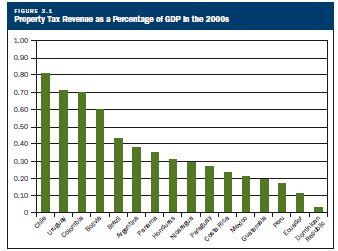 FIGURE 2.1
Property Tax Revenue as a Percentage of GDP in the 2000s
1.00
0.90
0.80
0.70
0.60
0.50
0.40
0.30
0.20
0.10
0
Chile
Uruguay
Colombia
Bolivia
Brazil
Argentina
Panama
Honduras
Nicaragua
Paraguay
Costa Rica
Mexico
Guatemala
Peru
Ecuador
Dominican
Republic